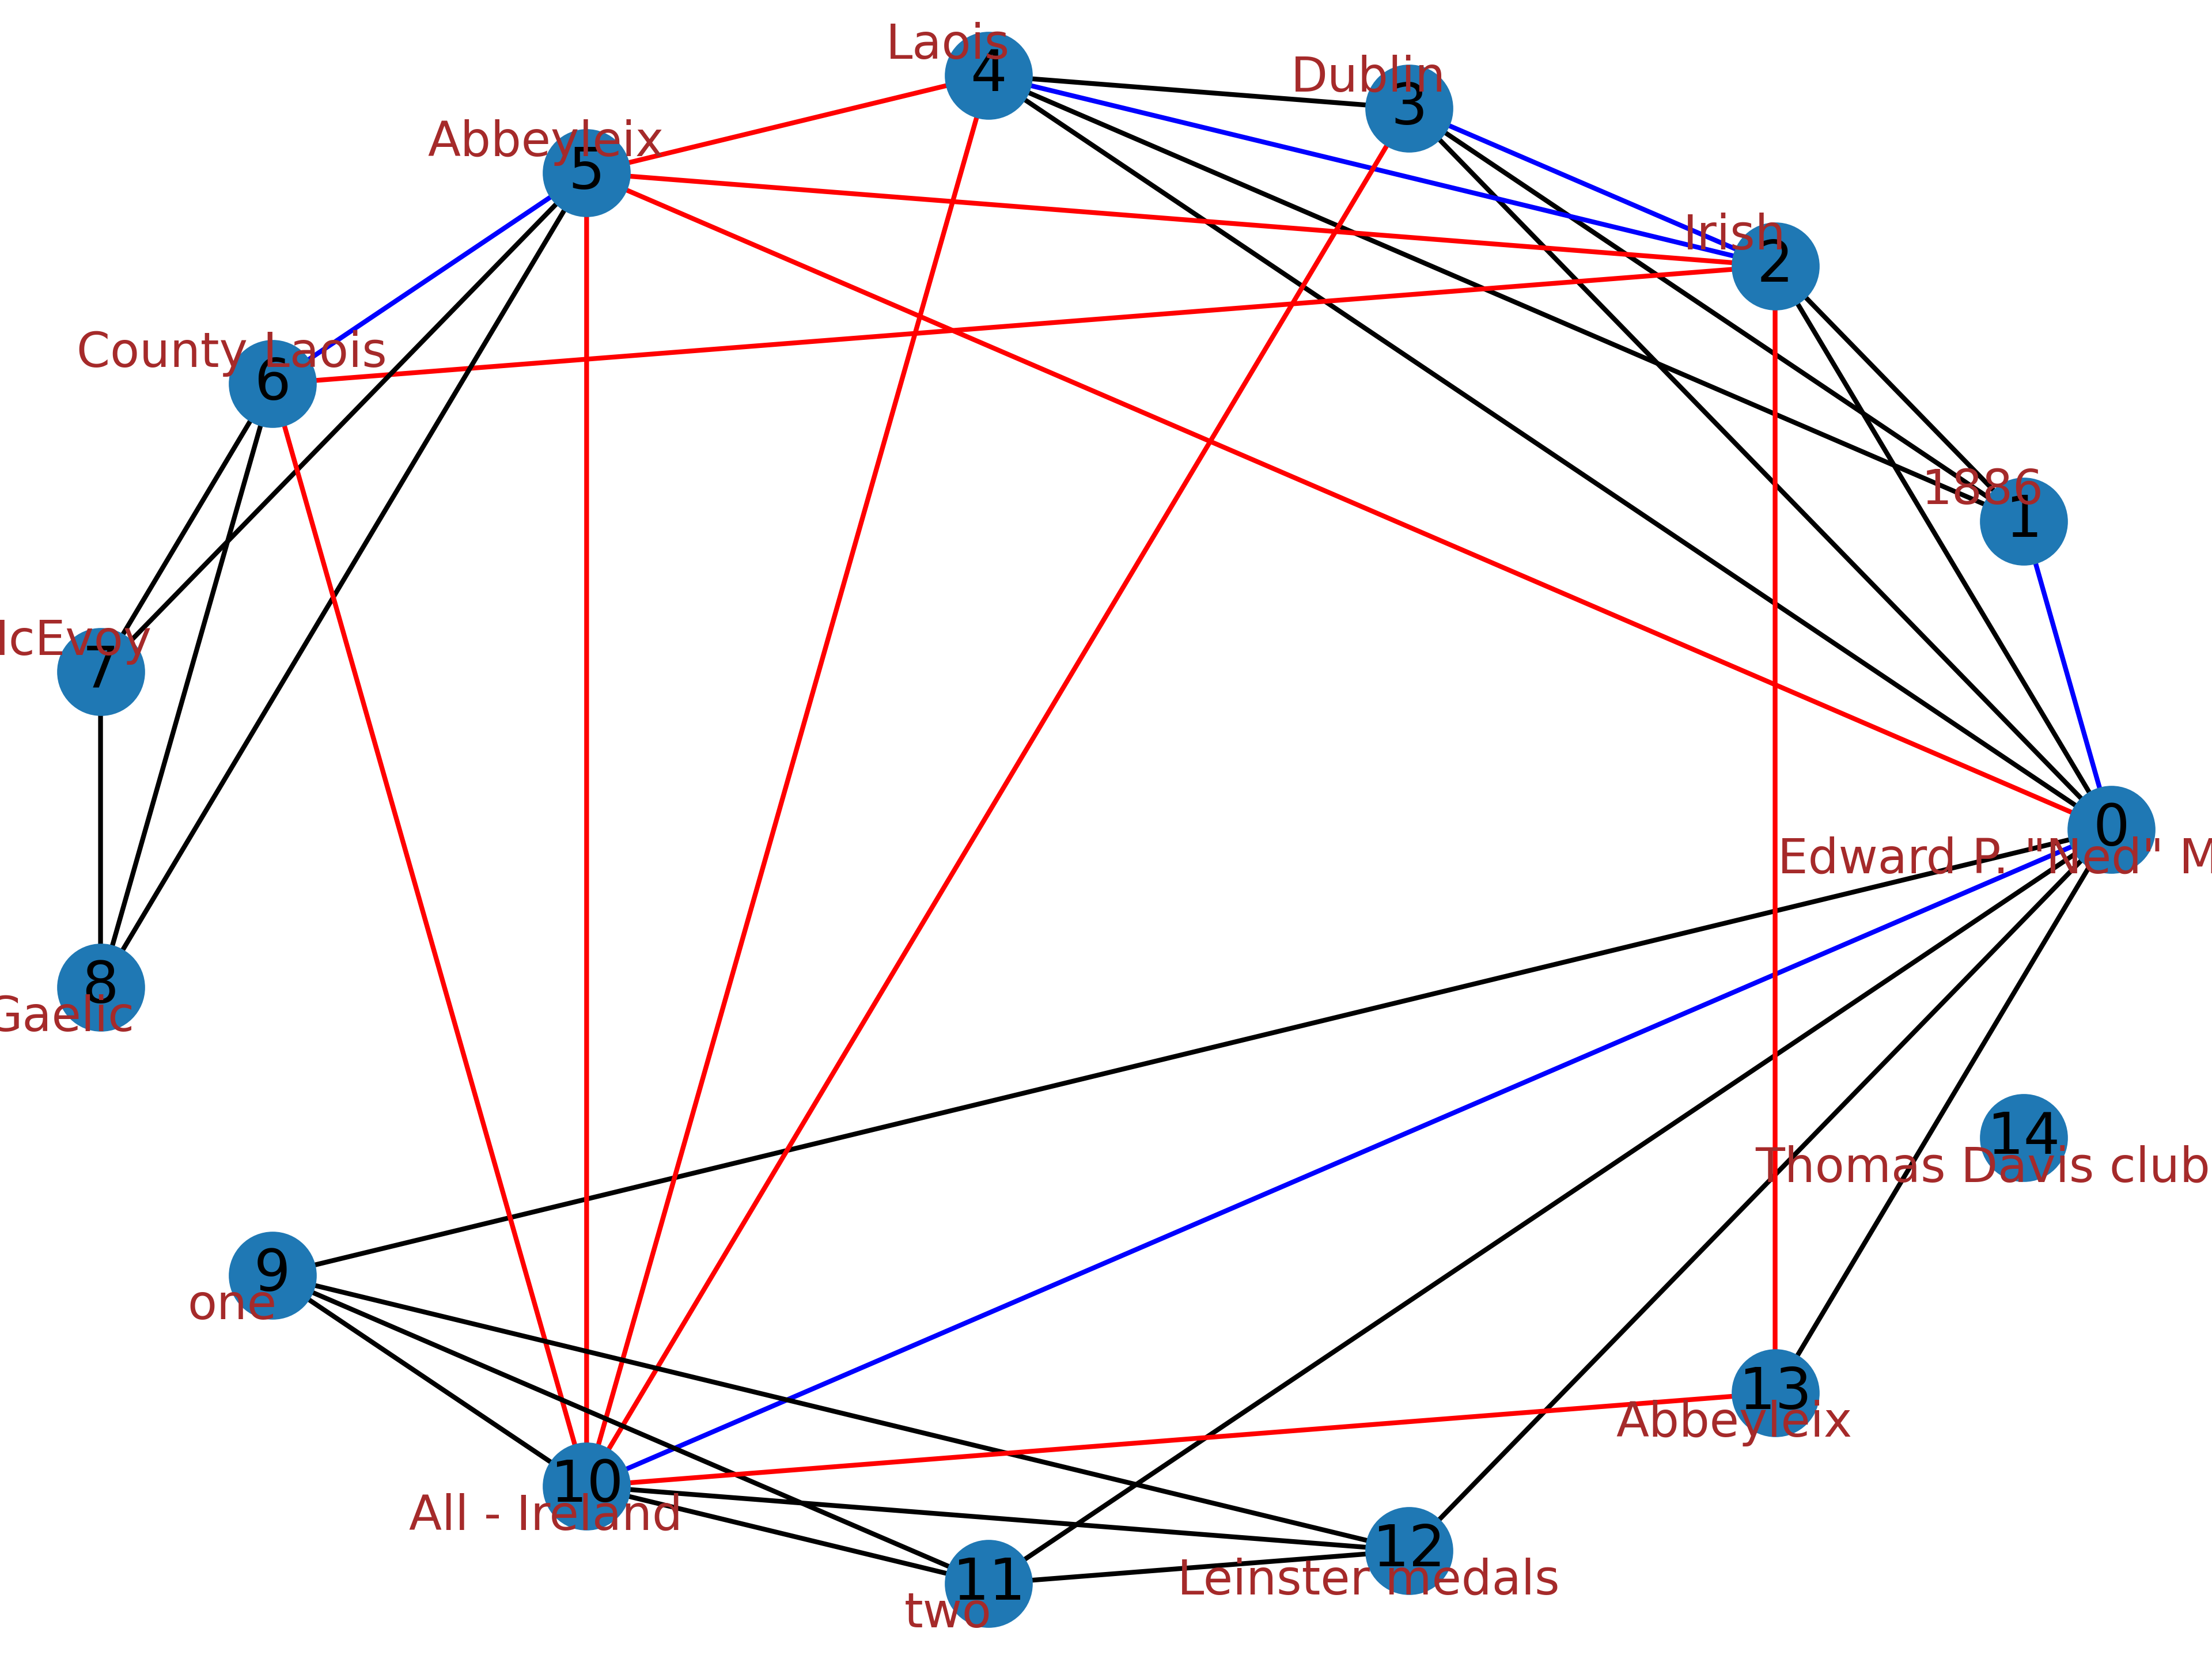 Laois
4
Dublin
3
Abbeyleix
5
Irish
2
County Laois
6
1886
1
McEvoy
7
0
Edward P. "Ned" M
8
Gaelic
14
Thomas Davis club
9
one
13
Abbeyleix
10
All - Ireland
12
Leinster medals
11
two